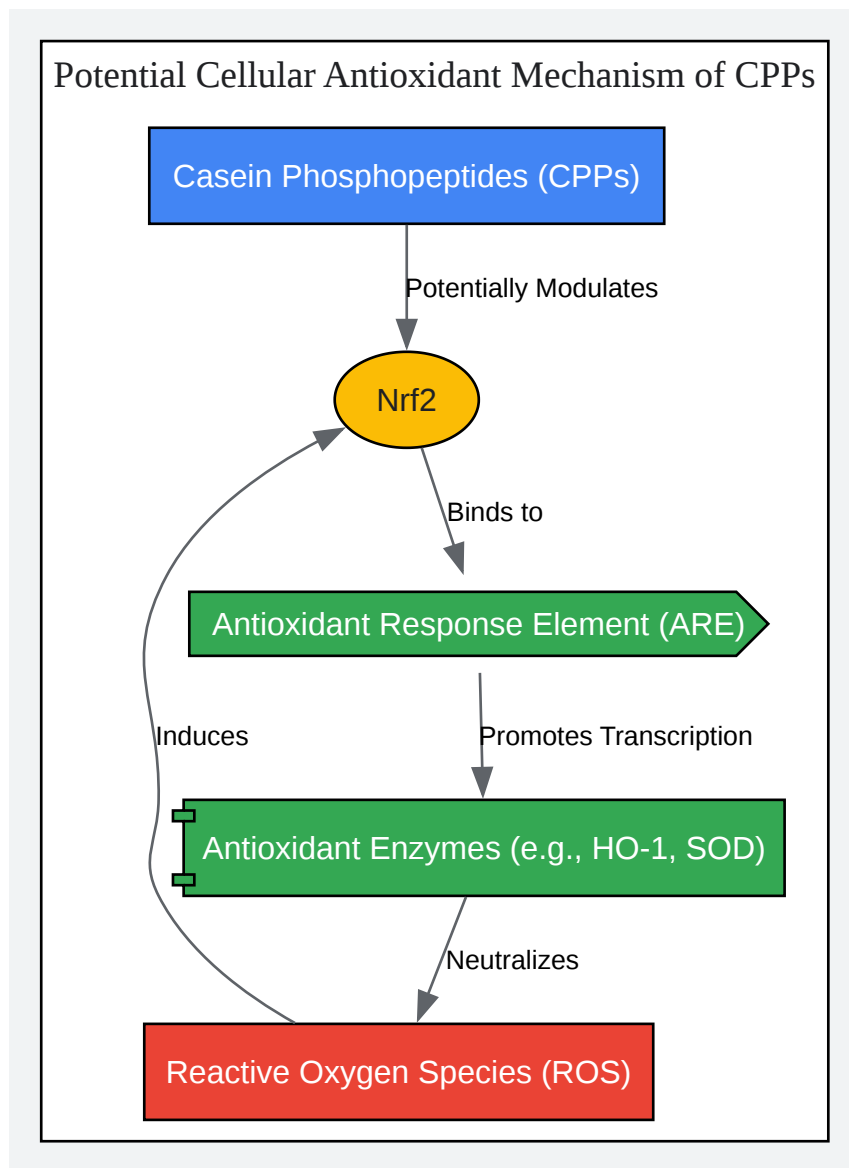 Potential Cellular Antioxidant Mechanism of CPPs
Casein Phosphopeptides (CPPs)
Potentially Modulates
Nrf2
Binds to
Antioxidant Response Element (ARE)
Induces
Promotes Transcription
Antioxidant Enzymes (e.g., HO-1, SOD)
Neutralizes
Reactive Oxygen Species (ROS)